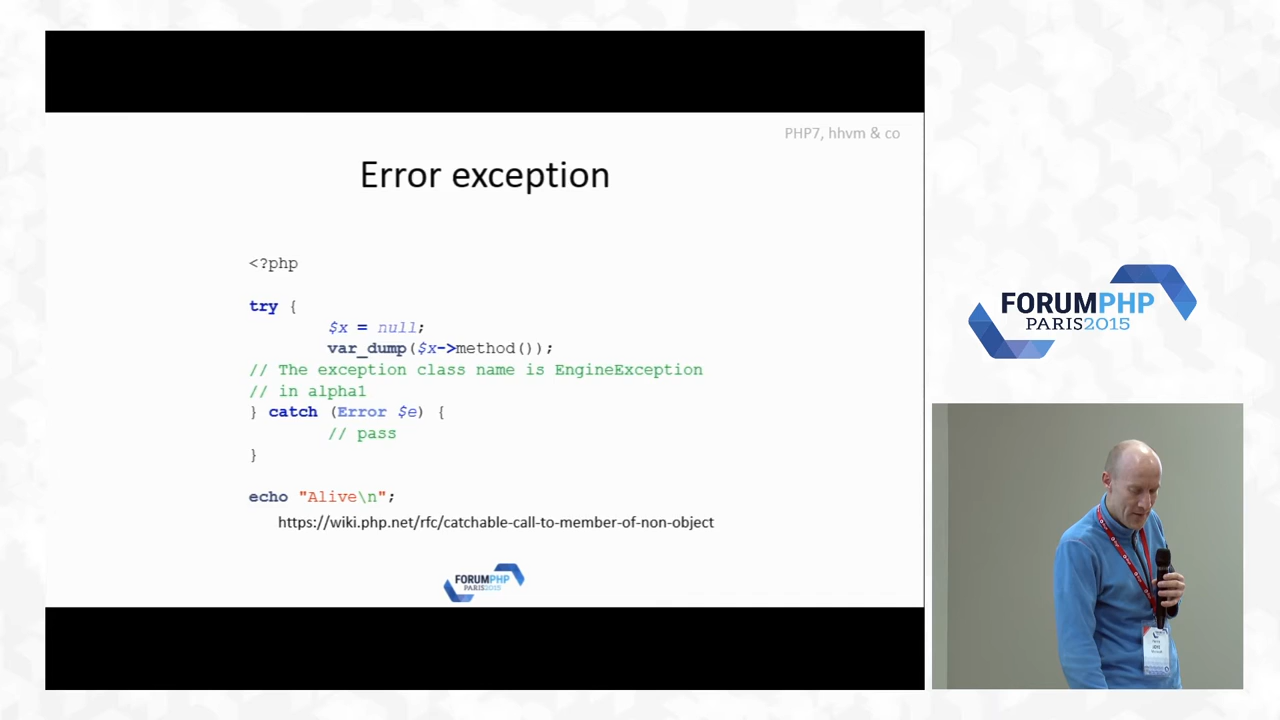 PHP7, hhvm & co
Error exception
<?php
try {
$x = null;
var_dump($x->method());
// The exception class name is EngineException
// in alpha1
} catch (Error $e) {
// pass
}
echo "Alive\n";
https://wiki.php.net/rfc/catchable-call-to-member-of-non-object
FORUMPHP
PARIS2015
FORUMPHP
PARIS2015